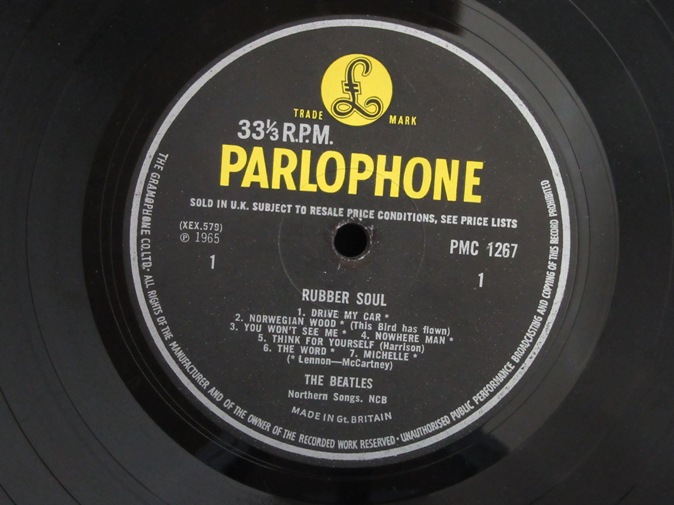 TRADE MARK
33⅓ R.P.M.
PARLOPHONE
SOLD IN U.K. SUBJECT TO RESALE PRICE CONDITIONS, SEE PRICE LISTS
(XEX.579)
℗ 1965
PMC 1267
1
1
RUBBER SOUL
1. DRIVE MY CAR *
2. NORWEGIAN WOOD * (This Bird has flown)
3. YOU WON'T SEE ME * 4. NOWHERE MAN *
5. THINK FOR YOURSELF (Harrison)
6. THE WORD * 7. MICHELLE *
(* Lennon—McCartney)
THE BEATLES
Northern Songs, NCB
MADE IN Gt. BRITAIN
THE GRAMOPHONE CO. LTD. · ALL RIGHTS OF THE MANUFACTURER AND OF THE OWNER OF THE RECORDED WORK RESERVED · UNAUTHORISED PUBLIC PERFORMANCE BROADCASTING AND COPYING OF THIS RECORD PROHIBITED